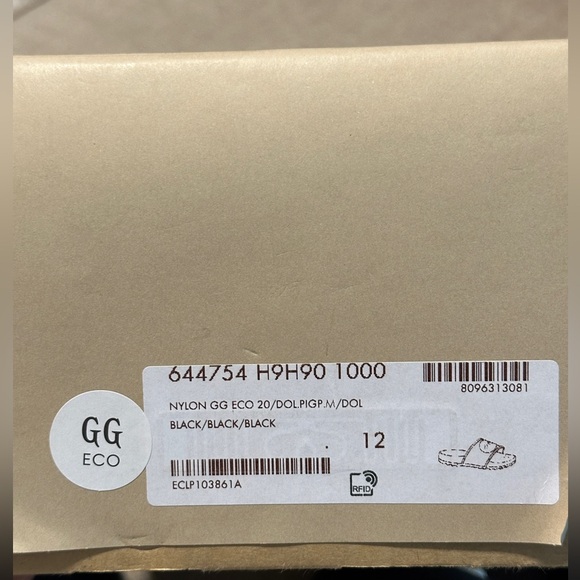 644754 H9H90 1000
8096313081
NYLON GG ECO 20/DOL.PIGP.M/DOL
BLACK/BLACK/BLACK
. 12
GG
ECO
ECLP103861A
RFID